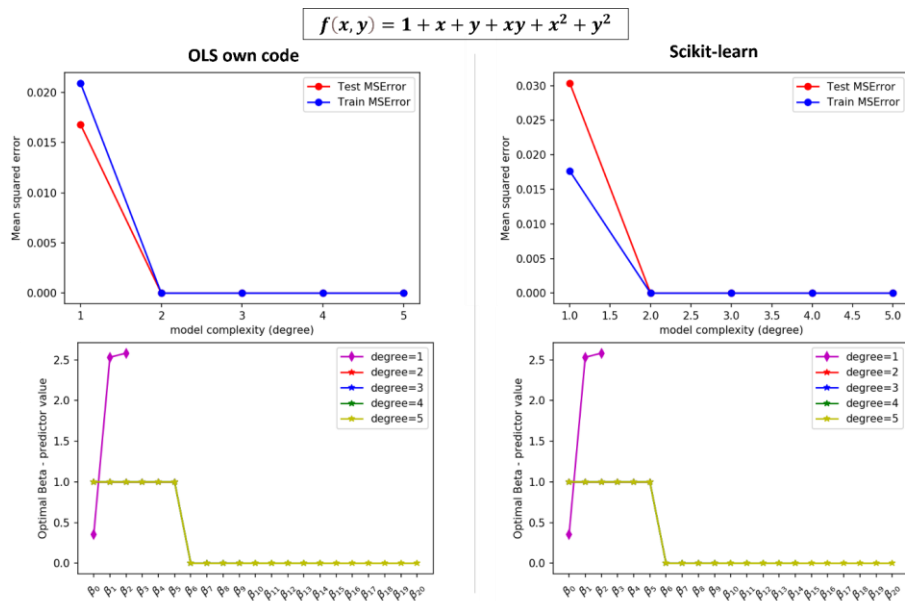 f(x, y) = 1 + x + y + xy + x² + y²
OLS own code
Test MSError
Train MSError
Mean squared error
0.020
0.015
0.010
0.005
0.000
1 2 3 4 5
model complexity (degree)
Optimal Beta - predictor value
2.5
2.0
1.5
1.0
0.5
0.0
degree=1
degree=2
degree=3
degree=4
degree=5
β₀ β₁ β₂ β₃ β₄ β₅ β₆ β₇ β₈ β₉ β₁₀ β₁₁ β₁₂ β₁₃ β₁₄ β₁₅ β₁₆ β₁₇ β₁₈ β₁₉ β₂₀
Scikit-learn
Test MSError
Train MSError
Mean squared error
0.030
0.025
0.020
0.015
0.010
0.005
0.000
1.0 1.5 2.0 2.5 3.0 3.5 4.0 4.5 5.0
model complexity (degree)
Optimal Beta - predictor value
2.5
2.0
1.5
1.0
0.5
0.0
degree=1
degree=2
degree=3
degree=4
degree=5
β₀ β₁ β₂ β₃ β₄ β₅ β₆ β₇ β₈ β₉ β₁₀ β₁₁ β₁₂ β₁₃ β₁₄ β₁₅ β₁₆ β₁₇ β₁₈ β₁₉ β₂₀